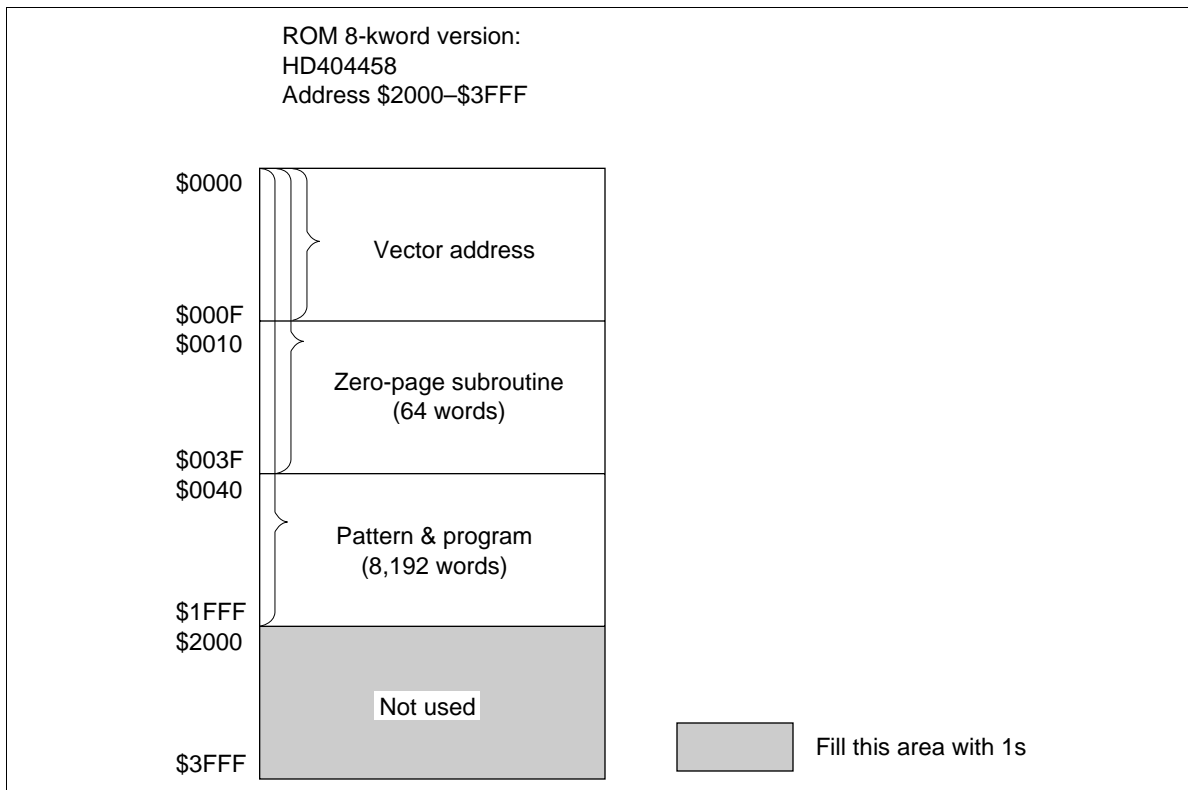 ROM 8-kword version:
HD404458
Address $2000–$3FFF
$0000
Vector address
$000F
$0010
Zero-page subroutine
(64 words)
$003F
$0040
Pattern & program
(8,192 words)
$1FFF
$2000
Not used
$3FFF
Fill this area with 1s